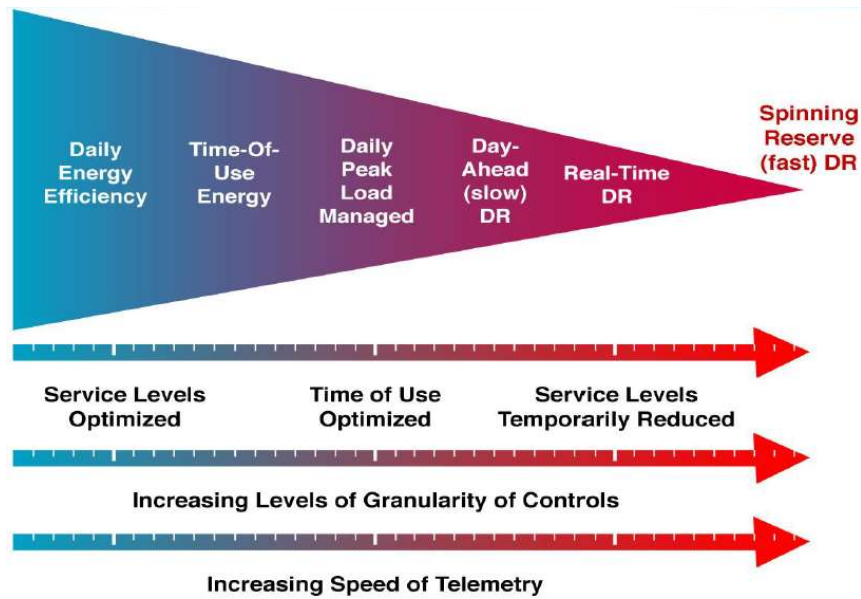 Daily
Energy
Efficiency
Time-Of-
Use
Energy
Daily
Peak
Load
Managed
Day-
Ahead
(slow)
DR
Real-Time
DR
Spinning
Reserve
(fast) DR
Service Levels
Optimized
Time of Use
Optimized
Service Levels
Temporarily Reduced
Increasing Levels of Granularity of Controls
Increasing Speed of Telemetry